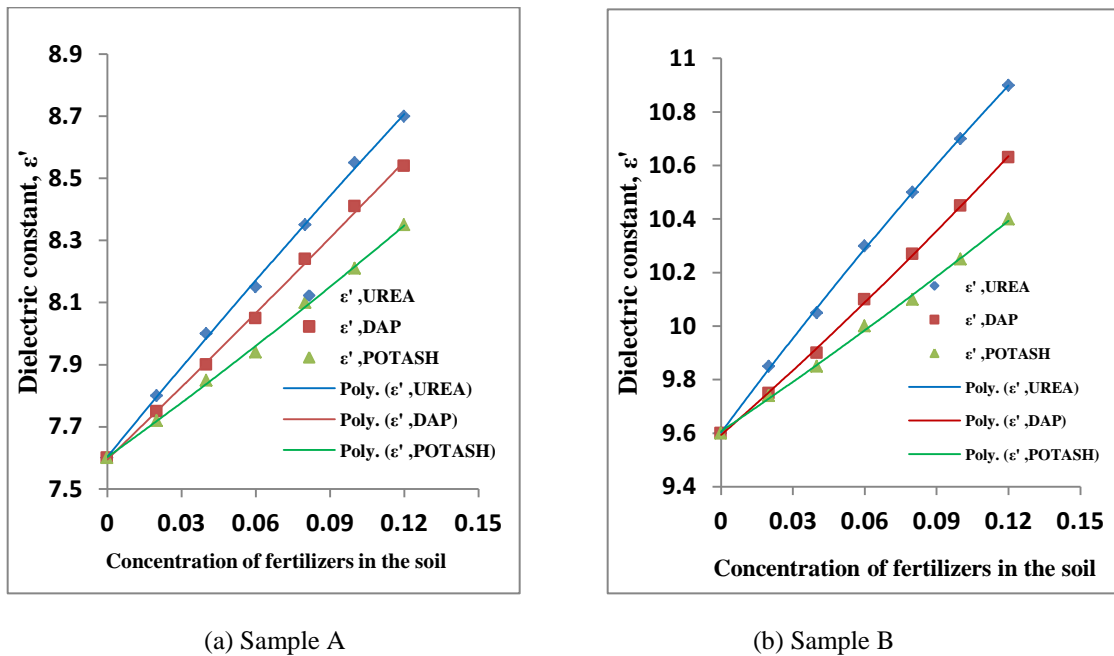 8.9
8.7
8.5
8.3
8.1
7.9
7.7
7.5
Dielectric constant, ε'
ε' ,UREA
ε' ,DAP
ε' ,POTASH
Poly. (ε' ,UREA)
Poly. (ε' ,DAP)
Poly. (ε' ,POTASH)
0 0.03 0.06 0.09 0.12 0.15
Concentration of fertilizers in the soil
(a) Sample A
11
10.8
10.6
10.4
10.2
10
9.8
9.6
9.4
Dielectric constant, ε'
ε' ,UREA
ε' ,DAP
ε' ,POTASH
Poly. (ε' ,UREA)
Poly. (ε' ,DAP)
Poly. (ε' ,POTASH)
0 0.03 0.06 0.09 0.12 0.15
Concentration of fertilizers in the soil
(b) Sample B